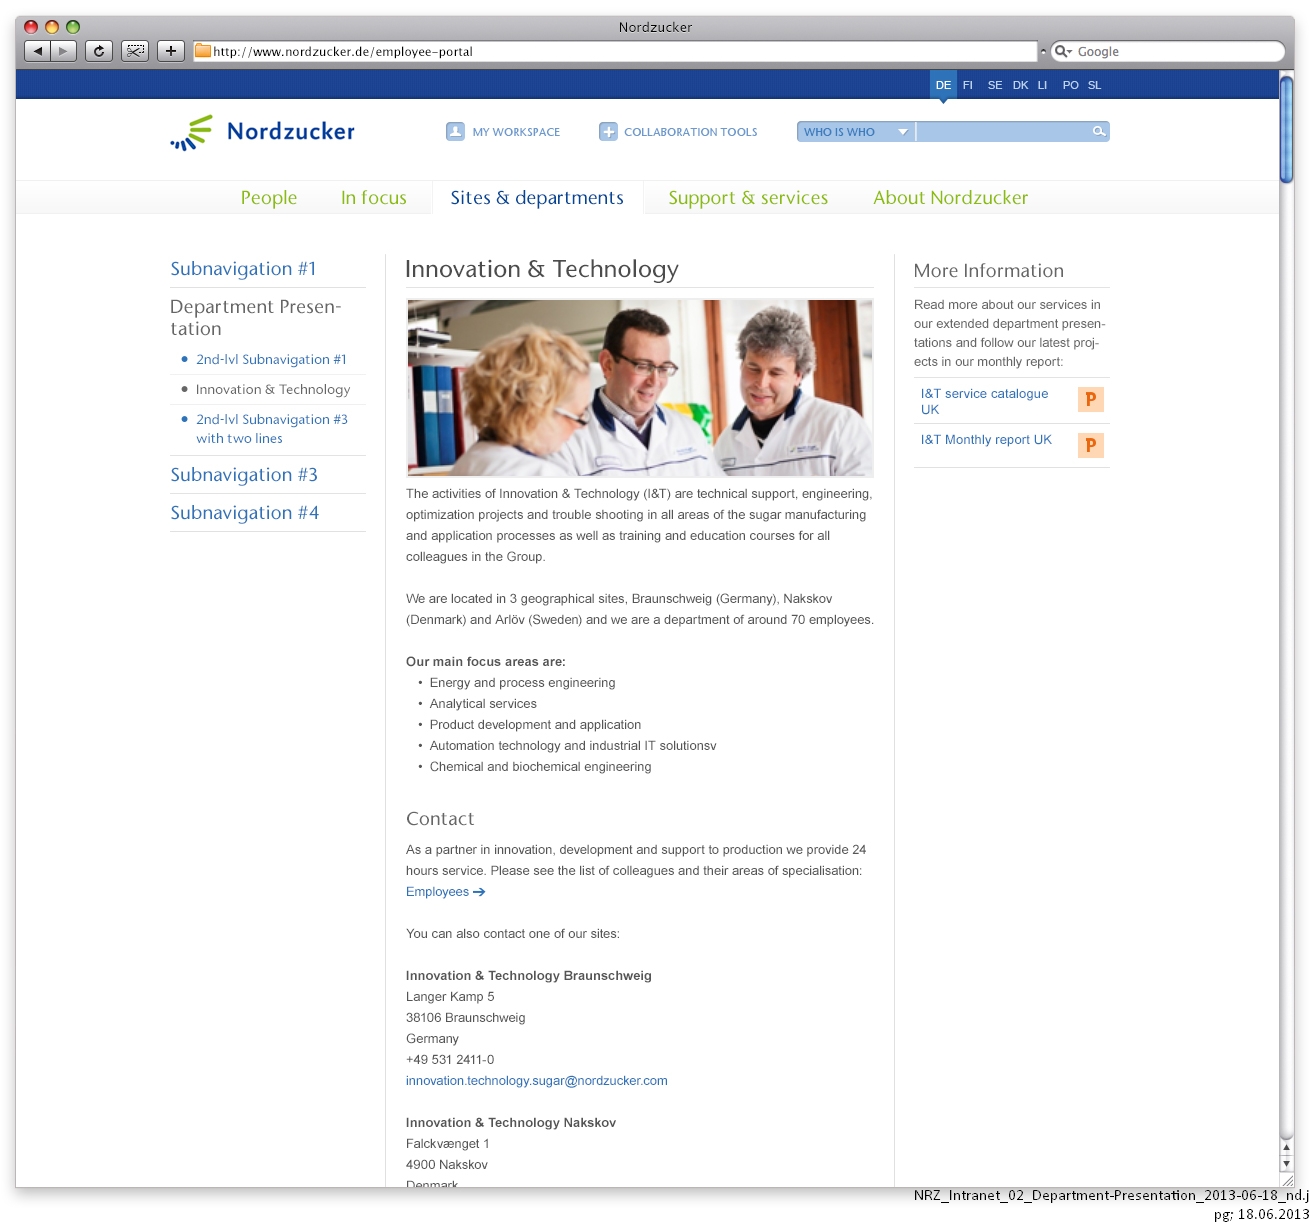 Nordzucker
http://www.nordzucker.de/employee-portal
Google
DE FI SE DK LI PO SL
Nordzucker
MY WORKSPACE
COLLABORATION TOOLS
WHO IS WHO
People
In focus
Sites & departments
Support & services
About Nordzucker
Subnavigation #1
Department Presen-
tation
• 2nd-lvl Subnavigation #1
• Innovation & Technology
• 2nd-lvl Subnavigation #3
with two lines
Subnavigation #3
Subnavigation #4
Innovation & Technology
The activities of Innovation & Technology (I&T) are technical support, engineering,
optimization projects and trouble shooting in all areas of the sugar manufacturing
and application processes as well as training and education courses for all
colleagues in the Group.
We are located in 3 geographical sites, Braunschweig (Germany), Nakskov
(Denmark) and Arlöv (Sweden) and we are a department of around 70 employees.
Our main focus areas are:
• Energy and process engineering
• Analytical services
• Product development and application
• Automation technology and industrial IT solutionsv
• Chemical and biochemical engineering
Contact
As a partner in innovation, development and support to production we provide 24
hours service. Please see the list of colleagues and their areas of specialisation:
Employees →
You can also contact one of our sites:
Innovation & Technology Braunschweig
Langer Kamp 5
38106 Braunschweig
Germany
+49 531 2411-0
innovation.technology.sugar@nordzucker.com
Innovation & Technology Nakskov
Falckvænget 1
4900 Nakskov
Denmark
More Information
Read more about our services in
our extended department presen-
tations and follow our latest proj-
ects in our monthly report:
I&T service catalogue
UK
P
I&T Monthly report UK
P
NRZ_Intranet_02_Department-Presentation_2013-06-18_nd.j
pg; 18.06.2013